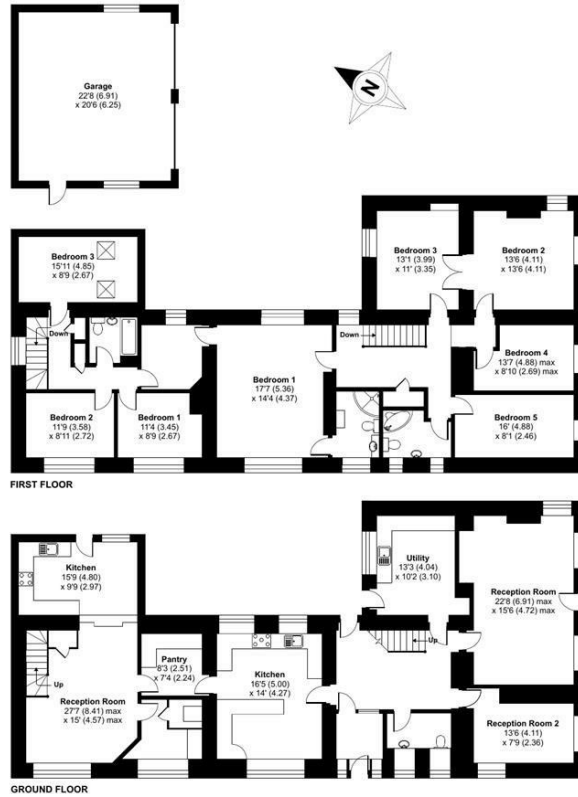 Garage
22'8 (6.91)
x 20'6 (6.25)
N
Bedroom 3
15'11 (4.85)
x 8'9 (2.67)
Down
Bedroom 2
11'9 (3.58)
x 8'11 (2.72)
Bedroom 1
11'4 (3.45)
x 8'9 (2.67)
Bedroom 1
17'7 (5.36)
x 14'4 (4.37)
Down
Bedroom 3
13'1 (3.99)
x 11' (3.35)
Bedroom 2
13'6 (4.11)
x 13'6 (4.11)
Bedroom 4
13'7 (4.88) max
x 8'10 (2.69) max
Bedroom 5
16' (4.88)
x 8'1 (2.46)
FIRST FLOOR
Kitchen
15'9 (4.80)
x 9'9 (2.97)
Up
Reception Room
27'7 (8.41) max
x 15' (4.57) max
Pantry
8'3 (2.51)
x 7'4 (2.24)
Kitchen
16'5 (5.00)
x 14' (4.27)
Utility
13'3 (4.04)
x 10'2 (3.10)
Up
Reception Room
22'8 (6.91) max
x 15'6 (4.72) max
Reception Room 2
13'6 (4.11)
x 7'9 (2.36)
GROUND FLOOR